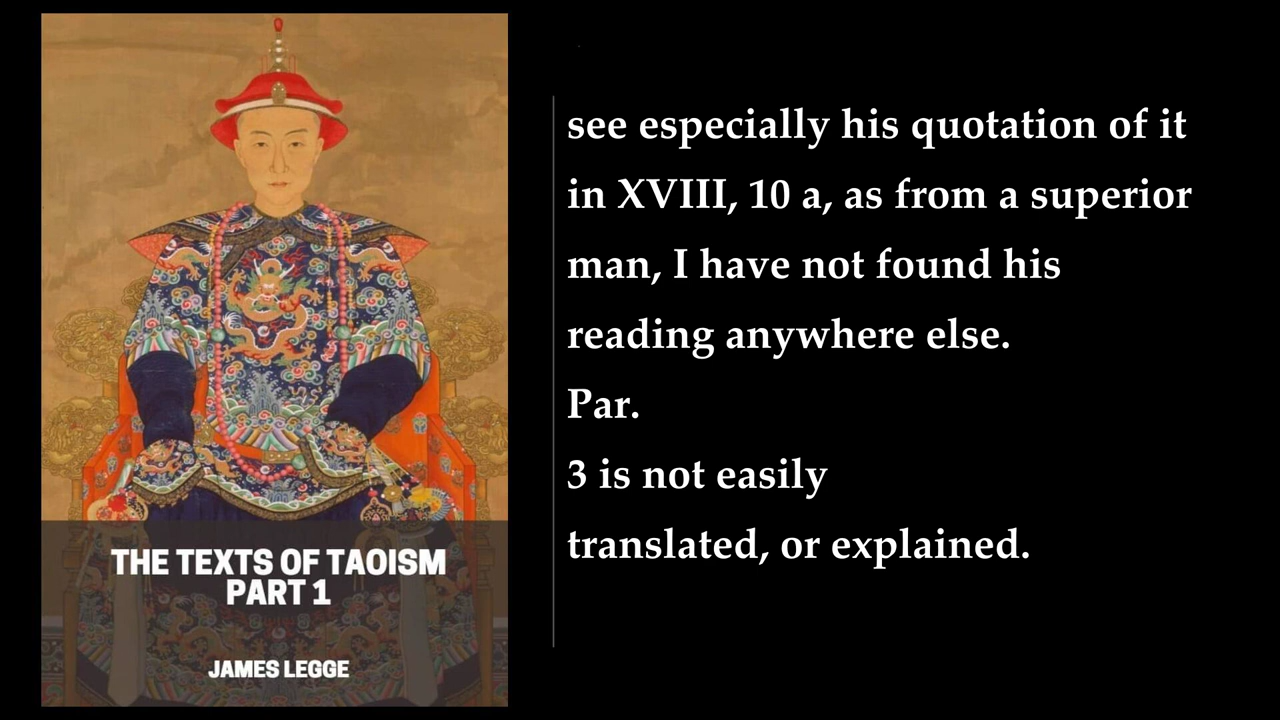 THE TEXTS OF TAOISM
PART 1
JAMES LEGGE
see especially his quotation of it
in XVIII, 10 a, as from a superior
man, I have not found his
reading anywhere else.
Par.
3 is not easily
translated, or explained.